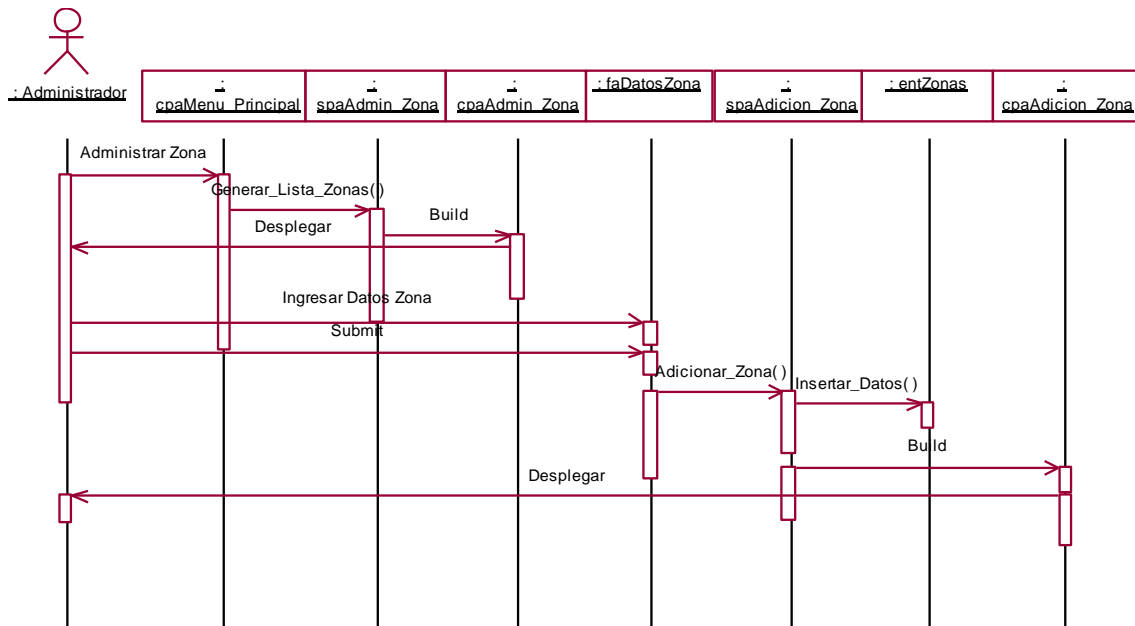 : Administrador
:
cpaMenu_Principal
:
spaAdmin_Zona
:
cpaAdmin_Zona
: faDatosZona
:
spaAdicion_Zona
: entZonas
:
cpaAdicion_Zona
Administrar Zona
Generar_Lista_Zonas( )
Build
Desplegar
Ingresar Datos Zona
Submit
Adicionar_Zona( )
Insertar_Datos( )
Build
Desplegar